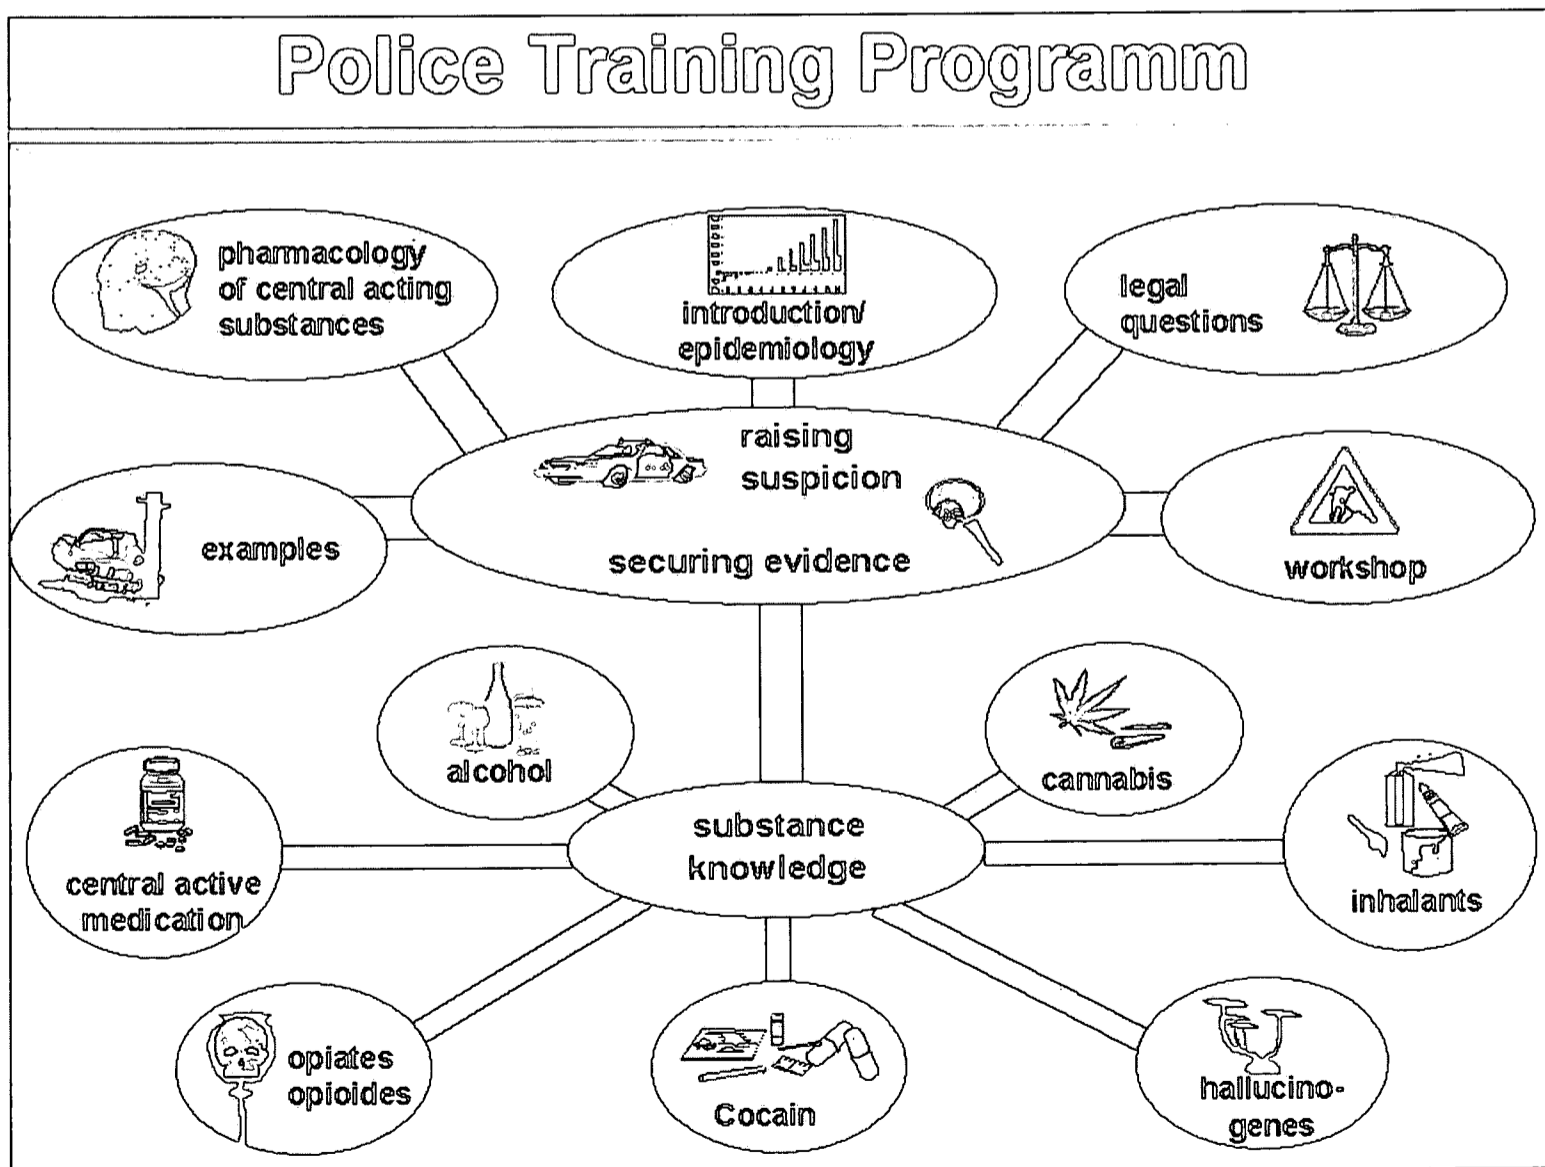 Police Training Programm
pharmacology
of central acting
substances
introduction/
epidemiology
legal
questions
raising
suspicion
securing evidence
examples
workshop
alcohol
cannabis
substance
knowledge
central active
medication
inhalants
opiates
opioides
Cocain
hallucino-
genes